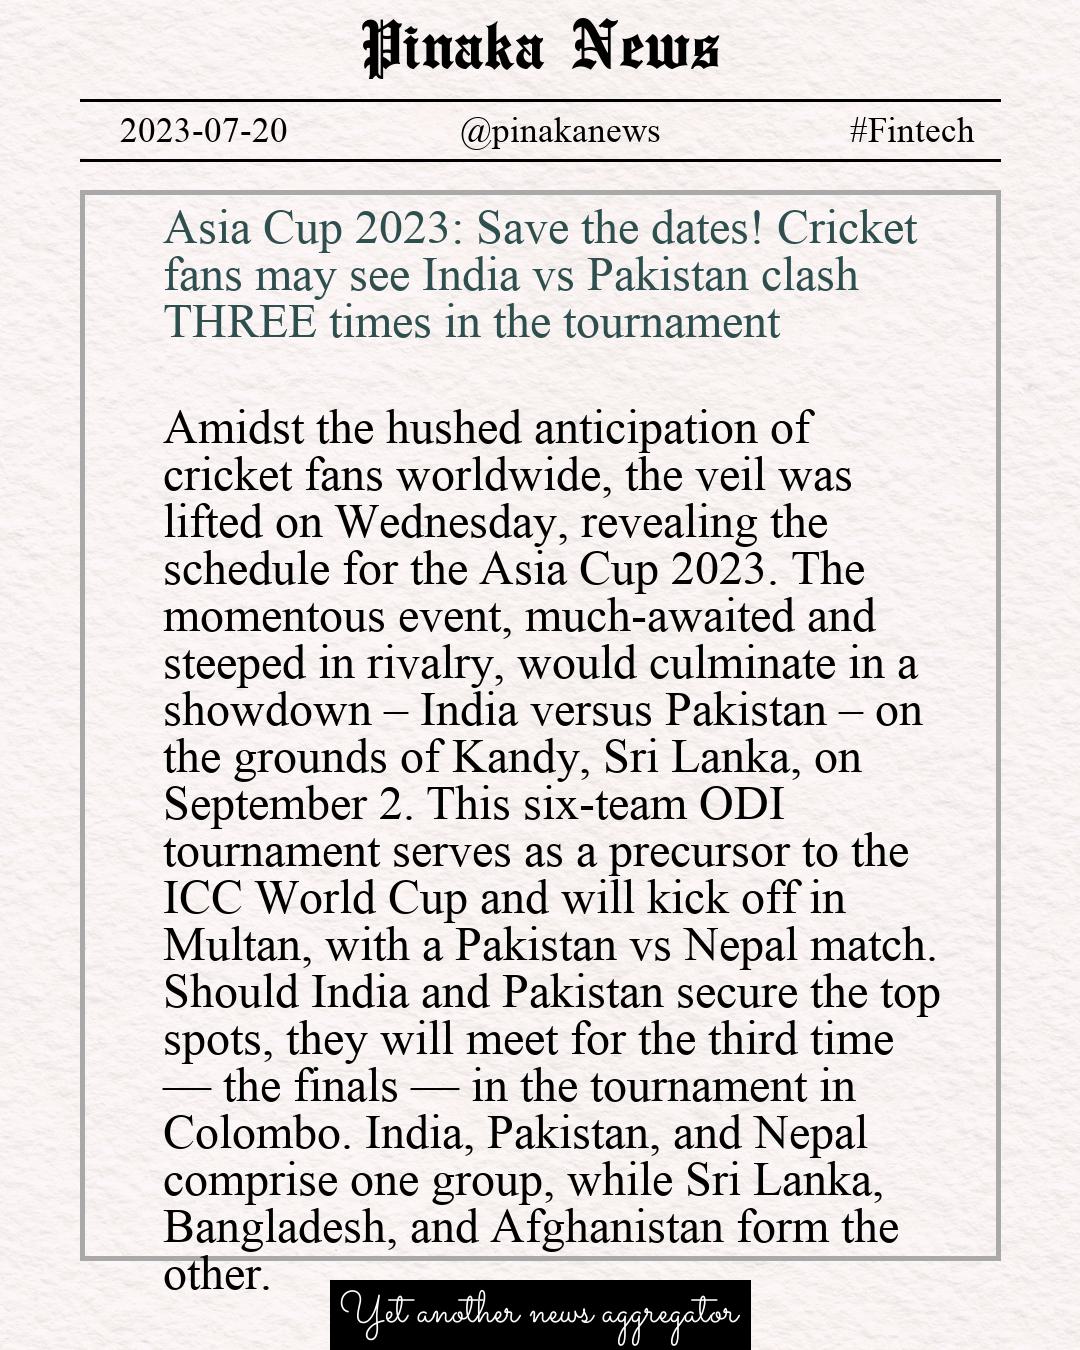 Pinaka News
2023-07-20 @pinakanews #Fintech
Asia Cup 2023: Save the dates! Cricket
fans may see India vs Pakistan clash
THREE times in the tournament
Amidst the hushed anticipation of
cricket fans worldwide, the veil was
lifted on Wednesday, revealing the
schedule for the Asia Cup 2023. The
momentous event, much-awaited and
steeped in rivalry, would culminate in a
showdown – India versus Pakistan – on
the grounds of Kandy, Sri Lanka, on
September 2. This six-team ODI
tournament serves as a precursor to the
ICC World Cup and will kick off in
Multan, with a Pakistan vs Nepal match.
Should India and Pakistan secure the top
spots, they will meet for the third time
— the finals — in the tournament in
Colombo. India, Pakistan, and Nepal
comprise one group, while Sri Lanka,
Bangladesh, and Afghanistan form the
other.
Yet another news aggregator